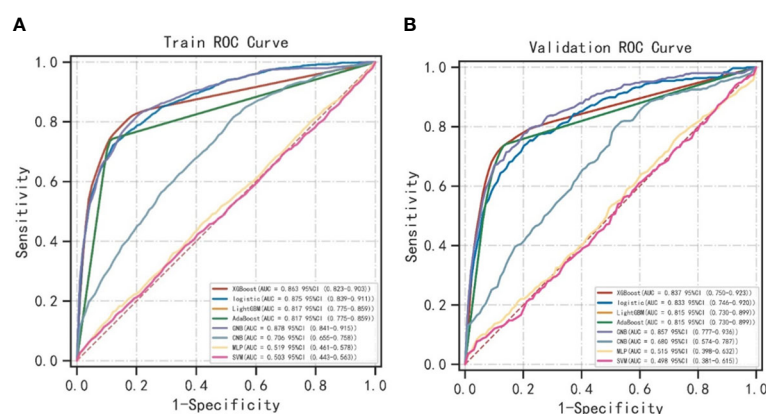 A
Train ROC Curve
Sensitivity
1.0
0.8
0.6
0.4
0.2
0.0
XGBoost(AUC = 0.863 95%CI (0.823-0.903))
logistic(AUC = 0.875 95%CI (0.839-0.911))
LightGBM(AUC = 0.817 95%CI (0.775-0.859))
AdaBoost(AUC = 0.817 95%CI (0.775-0.859))
GNB(AUC = 0.878 95%CI (0.841-0.915))
CNB(AUC = 0.706 95%CI (0.655-0.758))
MLP(AUC = 0.519 95%CI (0.461-0.578))
SVM(AUC = 0.503 95%CI (0.443-0.563))
0.0 0.2 0.4 0.6 0.8 1.0
1-Specificity
B
Validation ROC Curve
Sensitivity
1.0
0.8
0.6
0.4
0.2
0.0
XGBoost(AUC = 0.837 95%CI (0.750-0.923))
logistic(AUC = 0.833 95%CI (0.746-0.920))
LightGBM(AUC = 0.815 95%CI (0.730-0.899))
AdaBoost(AUC = 0.815 95%CI (0.730-0.899))
GNB(AUC = 0.857 95%CI (0.777-0.936))
CNB(AUC = 0.680 95%CI (0.574-0.787))
MLP(AUC = 0.515 95%CI (0.398-0.632))
SVM(AUC = 0.498 95%CI (0.381-0.615))
0.0 0.2 0.4 0.6 0.8 1.0
1-Specificity